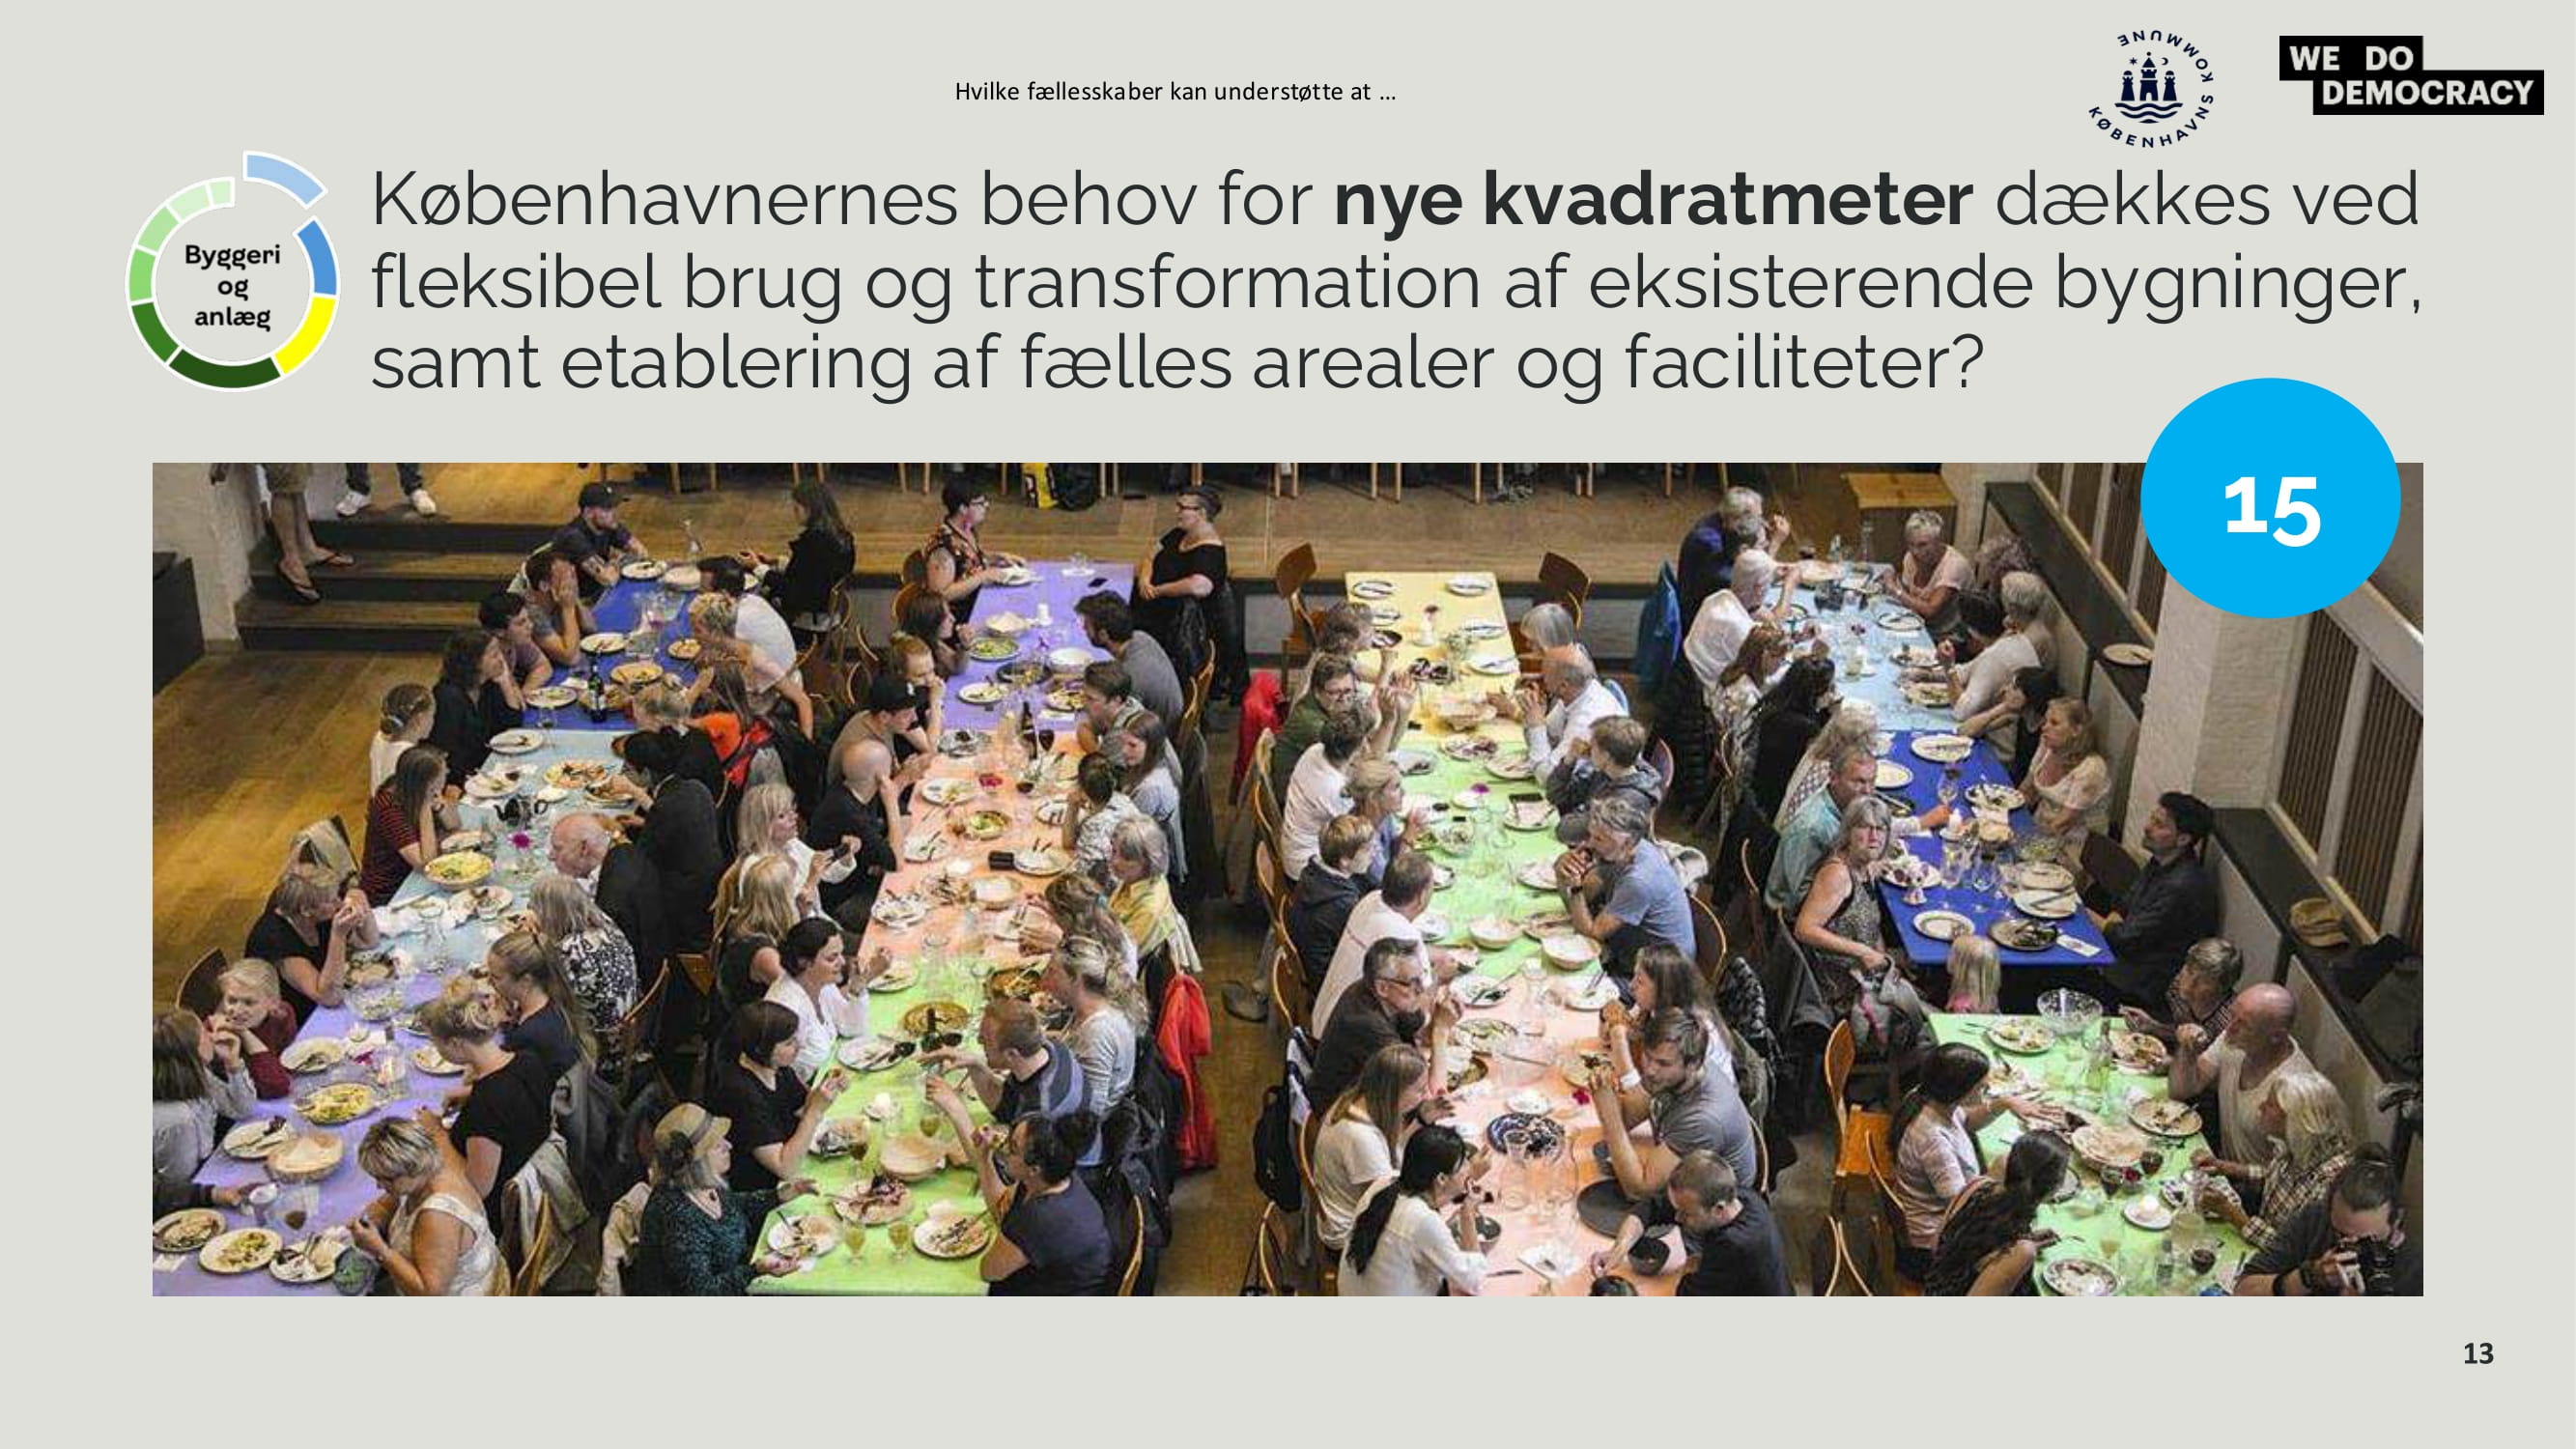 Hvilke fællesskaber kan understøtte at ...
KØBENHAVNS KOMMUNE
WE DO
DEMOCRACY
Byggeri
og
anlæg
Københavnernes behov for nye kvadratmeter dækkes ved
fleksibel brug og transformation af eksisterende bygninger,
samt etablering af fælles arealer og faciliteter?
15
13